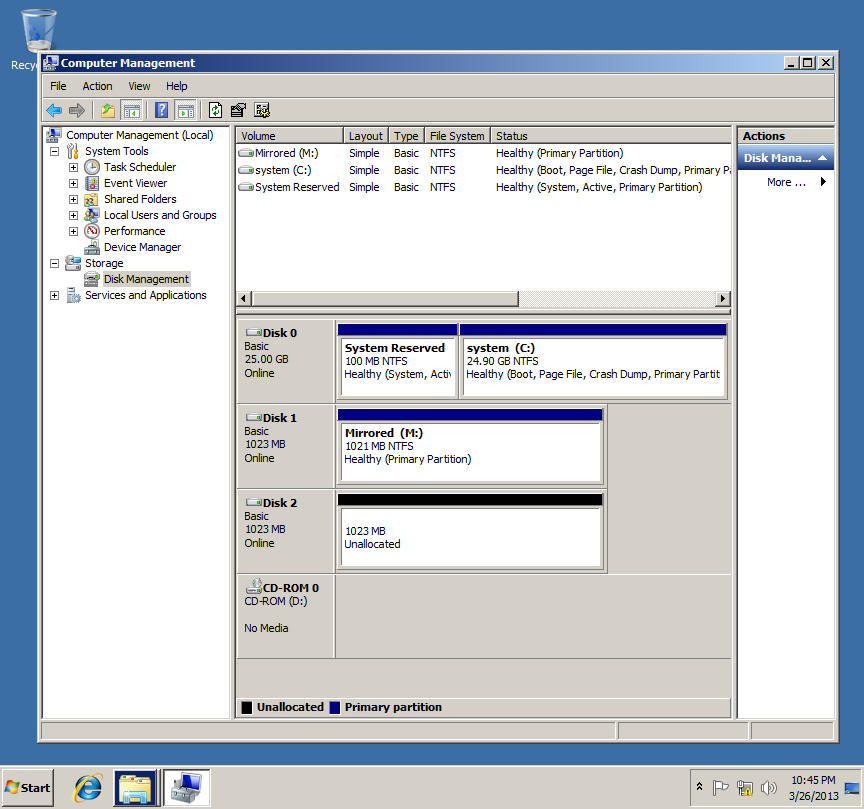 Recy
Computer Management
File Action View Help
Computer Management (Local)
System Tools
Task Scheduler
Event Viewer
Shared Folders
Local Users and Groups
Performance
Device Manager
Storage
Disk Management
Services and Applications
Volume Layout Type File System Status
Mirrored (M:) Simple Basic NTFS Healthy (Primary Partition)
system (C:) Simple Basic NTFS Healthy (Boot, Page File, Crash Dump, Primary Pa
System Reserved Simple Basic NTFS Healthy (System, Active, Primary Partition)
Disk 0
Basic
25.00 GB
Online
System Reserved
100 MB NTFS
Healthy (System, Activ
system (C:)
24.90 GB NTFS
Healthy (Boot, Page File, Crash Dump, Primary Partit
Disk 1
Basic
1023 MB
Online
Mirrored (M:)
1021 MB NTFS
Healthy (Primary Partition)
Disk 2
Basic
1023 MB
Online
1023 MB
Unallocated
CD-ROM 0
CD-ROM (D:)
No Media
Unallocated Primary partition
Actions
Disk Mana...
More ...
Start
10:45 PM
3/26/2013